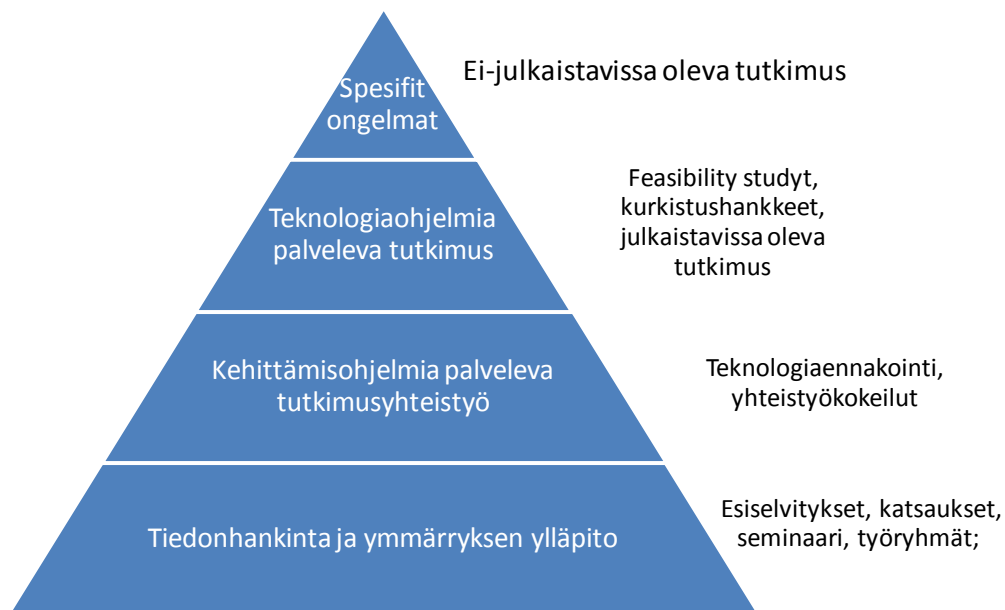 Spesifit
ongelmat
Ei-julkaistavissa oleva tutkimus
Teknologiaohjelmia
palveleva tutkimus
Feasibility studyt,
kurkistushankkeet,
julkaistavissa oleva
tutkimus
Kehittämisohjelmia palveleva
tutkimusyhteistyö
Teknologiaennakointi,
yhteistyökokeilut
Tiedonhankinta ja ymmärryksen ylläpito
Esiselvitykset, katsaukset,
seminaari, työryhmät;